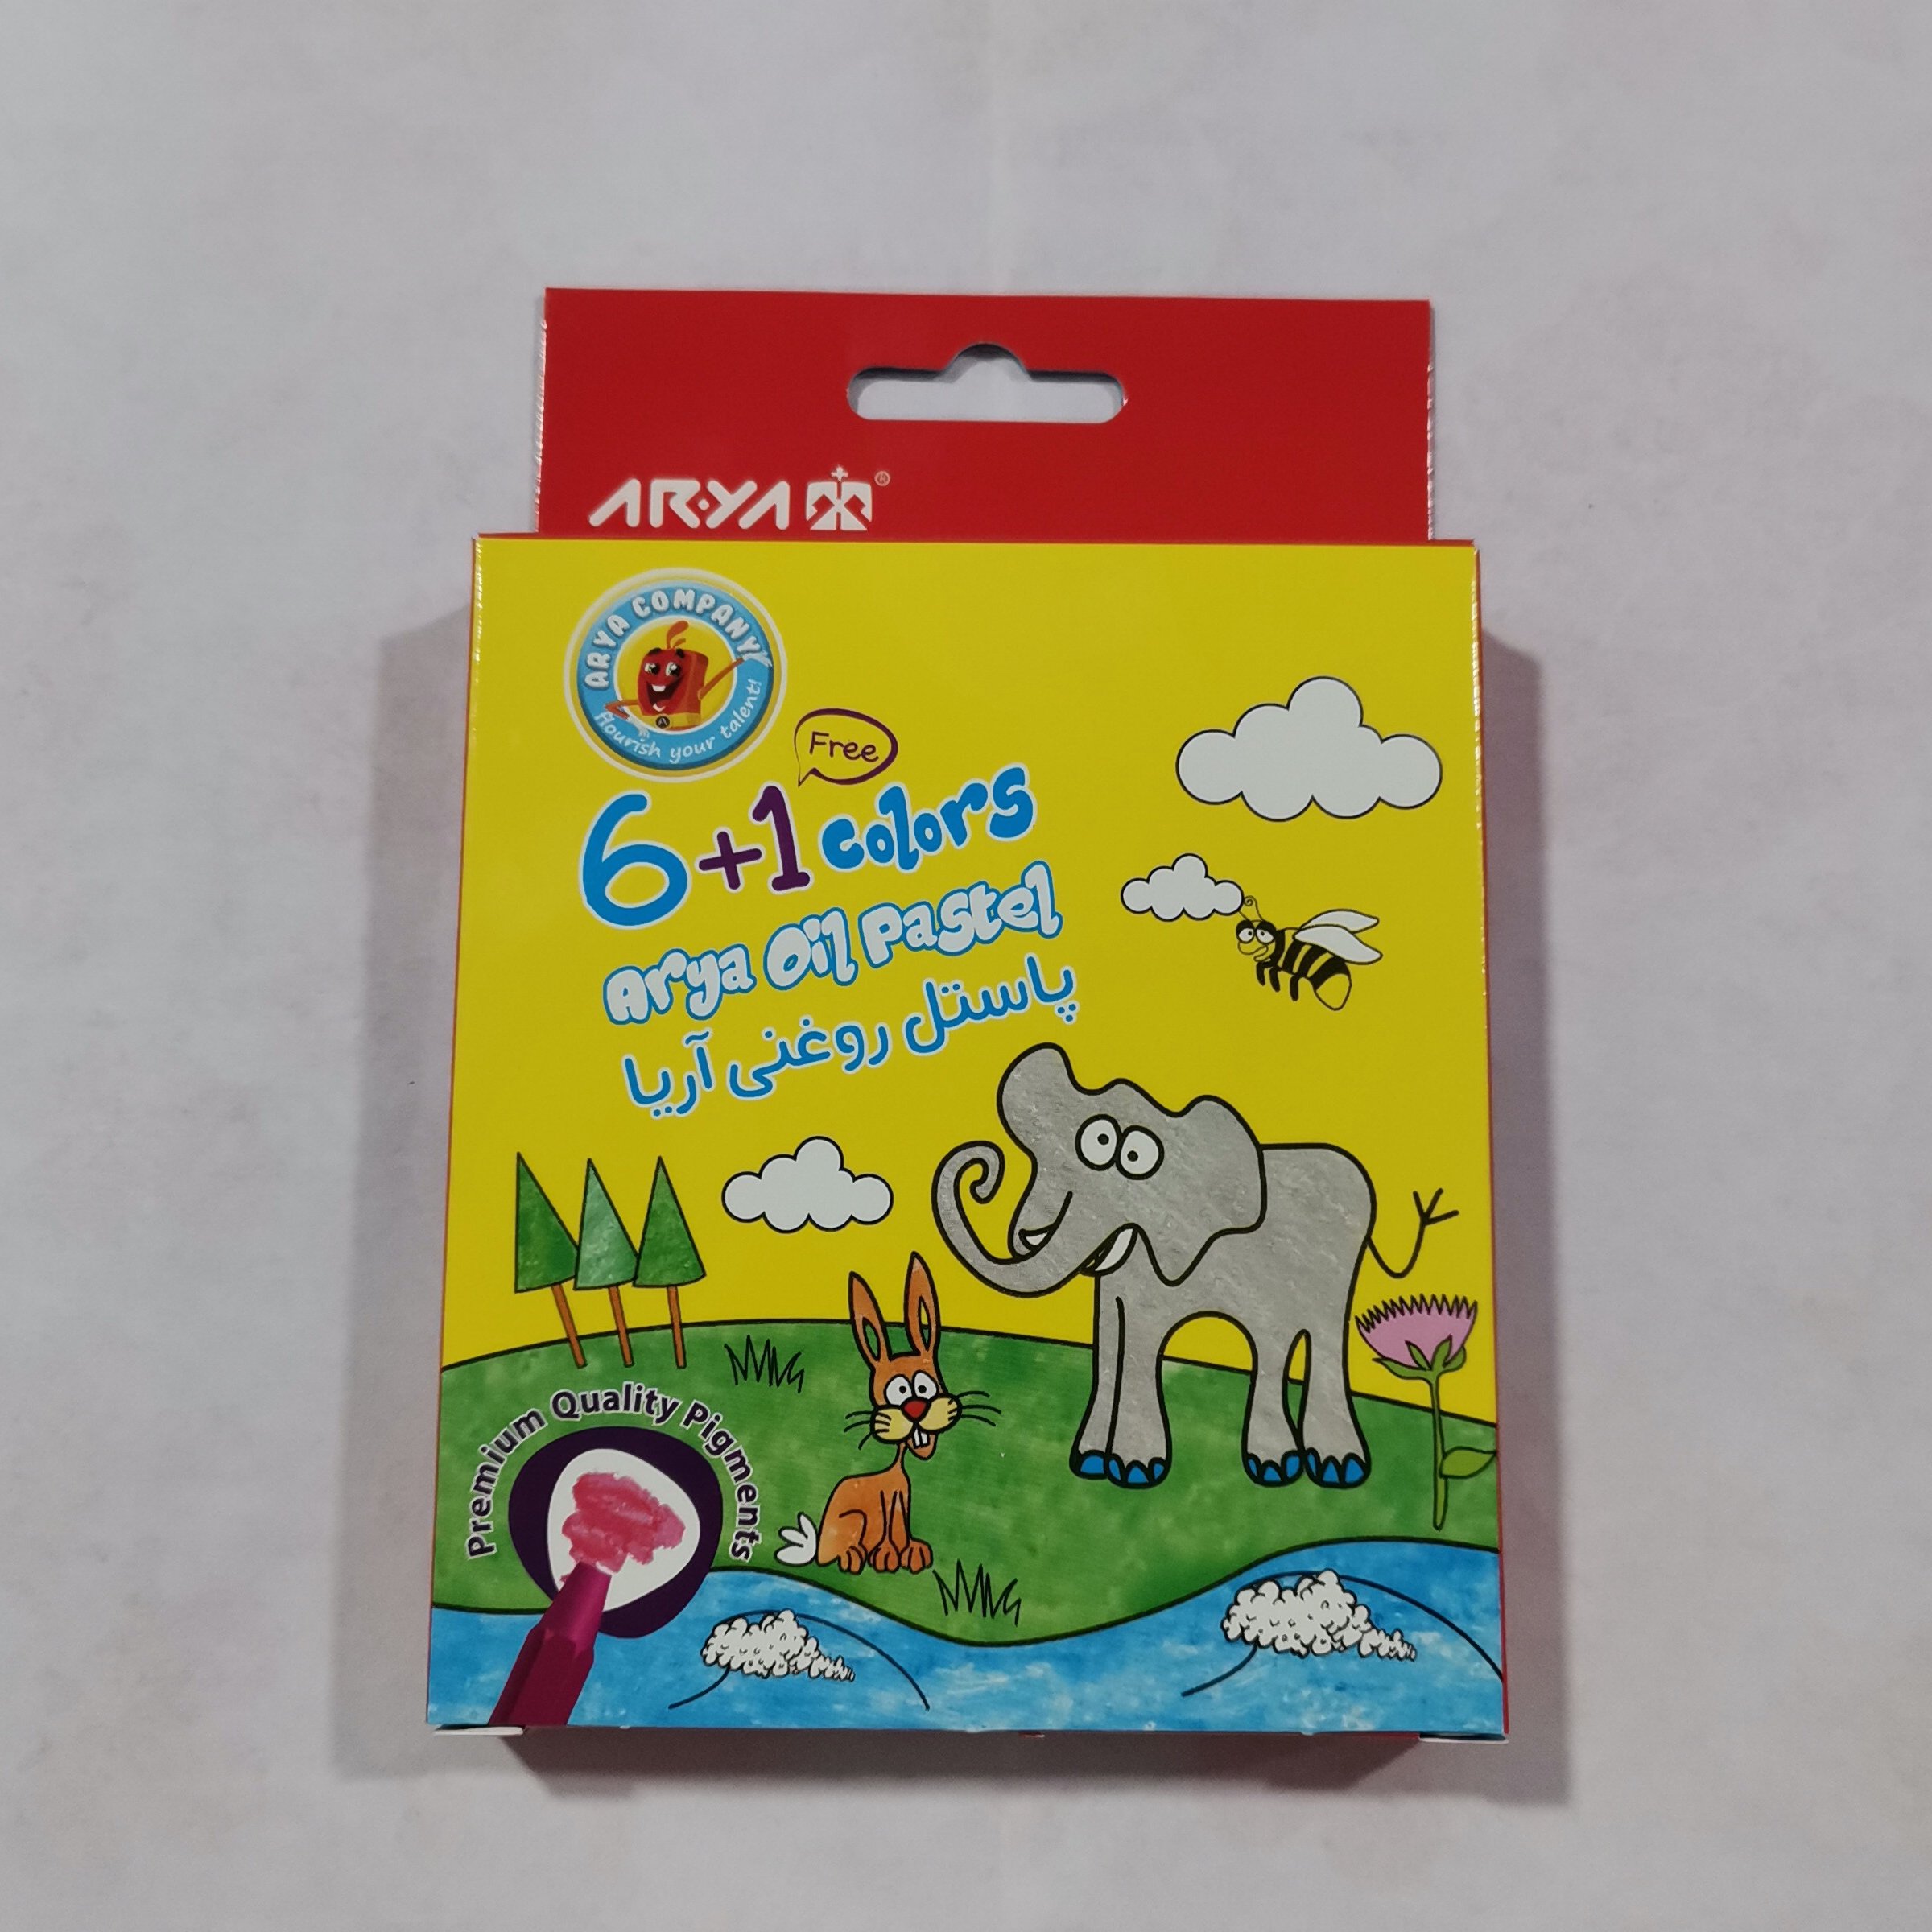 ARYA ®
ARYA COMPANY
flourish your talent!
Free
6+1 colors
Arya Oil Pastel
پاستل روغنی آریا
Premium Quality Pigments